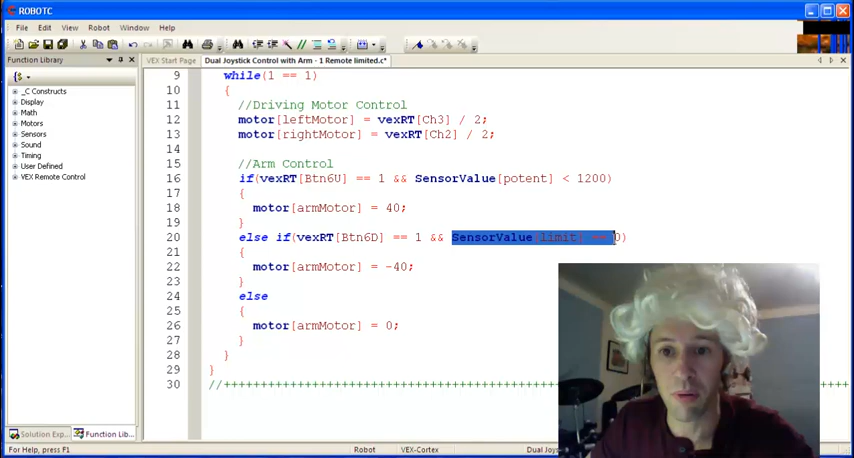 ROBOTC
File Edit View Robot Window Help
Function Library
VEX Start Page
Dual Joystick Control with Arm - 1 Remote limited.c*
_C Constructs
Display
Math
Motors
Sensors
Sound
Timing
User Defined
VEX Remote Control
9 while(1 == 1)
10 {
11 //Driving Motor Control
12 motor[leftMotor] = vexRT[Ch3] / 2;
13 motor[rightMotor] = vexRT[Ch2] / 2;
14
15 //Arm Control
16 if(vexRT[Btn6U] == 1 && SensorValue[potent] < 1200)
17 {
18 motor[armMotor] = 40;
19 }
20 else if(vexRT[Btn6D] == 1 && SensorValue[limit] == 0)
21 {
22 motor[armMotor] = -40;
23 }
24 else
25 {
26 motor[armMotor] = 0;
27 }
28 }
29 }
30 //++++++++++++++++++++++++++++++++++++++++++++++
Solution Exp... Function Lib...
For Help, press F1
Robot
VEX-Cortex
Dual Joy